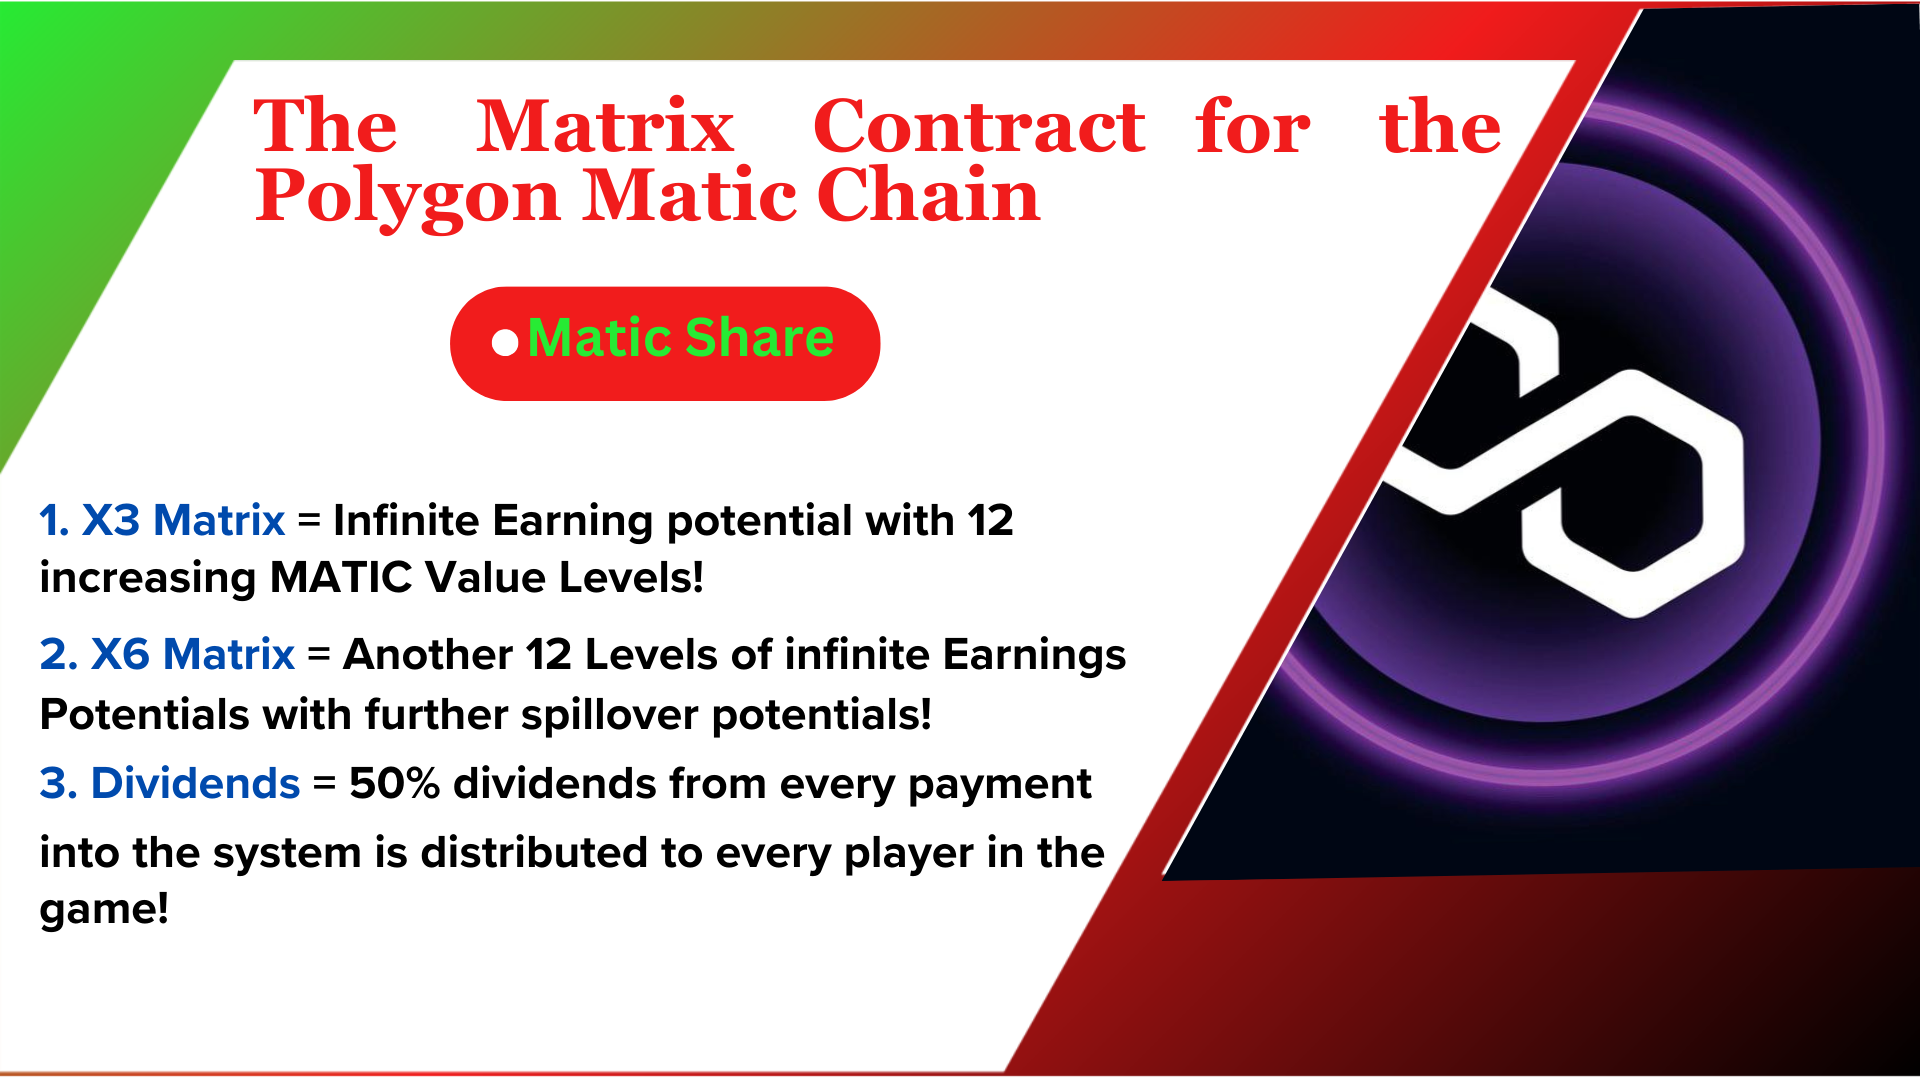 The Matrix Contract for the
Polygon Matic Chain
Matic Share
1. X3 Matrix = Infinite Earning potential with 12
increasing MATIC Value Levels!
2. X6 Matrix = Another 12 Levels of infinite Earnings
Potentials with further spillover potentials!
3. Dividends = 50% dividends from every payment
into the system is distributed to every player in the
game!